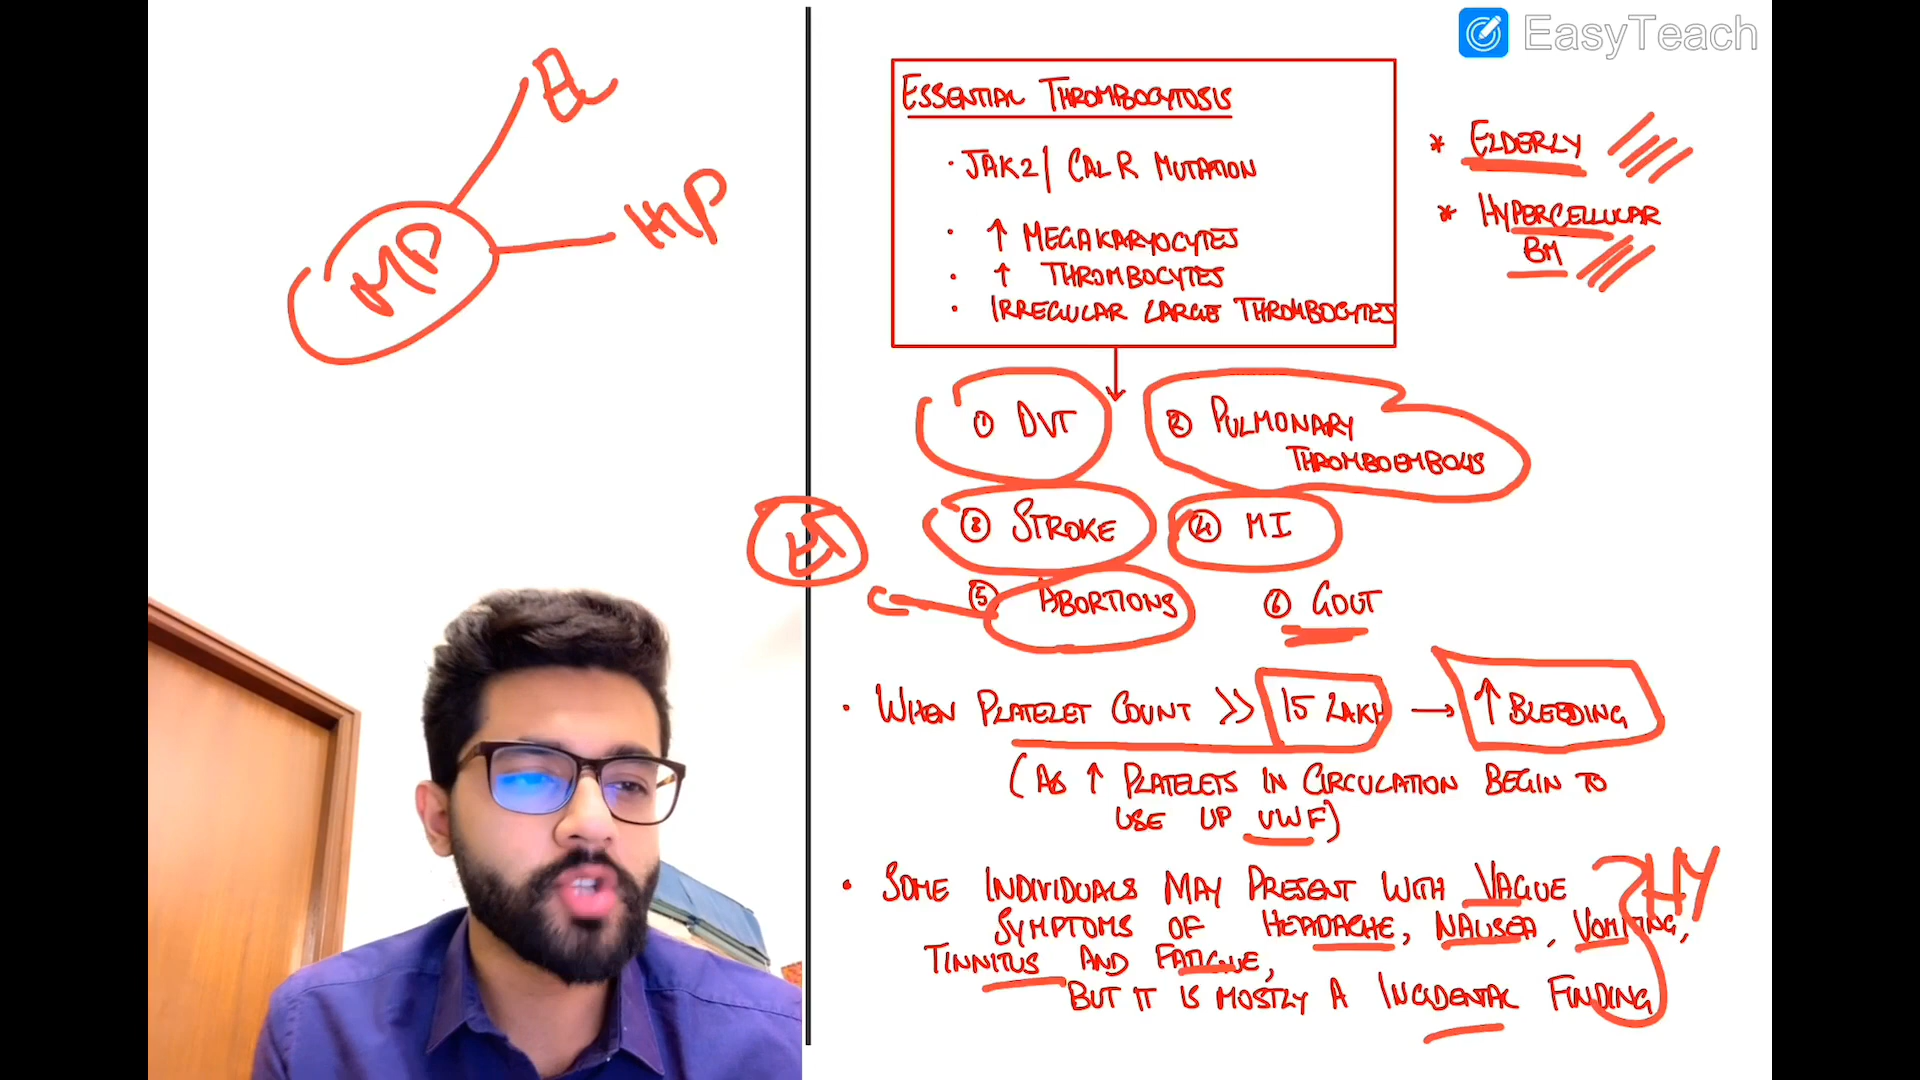 EasyTeach
MP
HP
ESSENTIAL THROMBOCYTOSIS
· JAK2 | CALR MUTATION
· ↑ MEGAKARYOCYTES
· ↑ THROMBOCYTES
· IRREGULAR LARGE THROMBOCYTES
* ELDERLY
* HYPERCELLULAR
BM
① DVT
② PULMONARY
THROMBOEMBOLIS
③ STROKE
④ MI
⑤ ABORTIONS
⑥ GOUT
· WHEN PLATELET COUNT >> 15 LAKH → ↑ BLEEDING
(AS ↑ PLATELETS IN CIRCULATION BEGIN TO
USE UP VWF)
· SOME INDIVIDUALS MAY PRESENT WITH VAGUE
SYMPTOMS OF HEADACHE, NAUSEA, VOMITING,
TINNITUS AND FATIGUE,
BUT IT IS MOSTLY A INCIDENTAL FINDING
HY